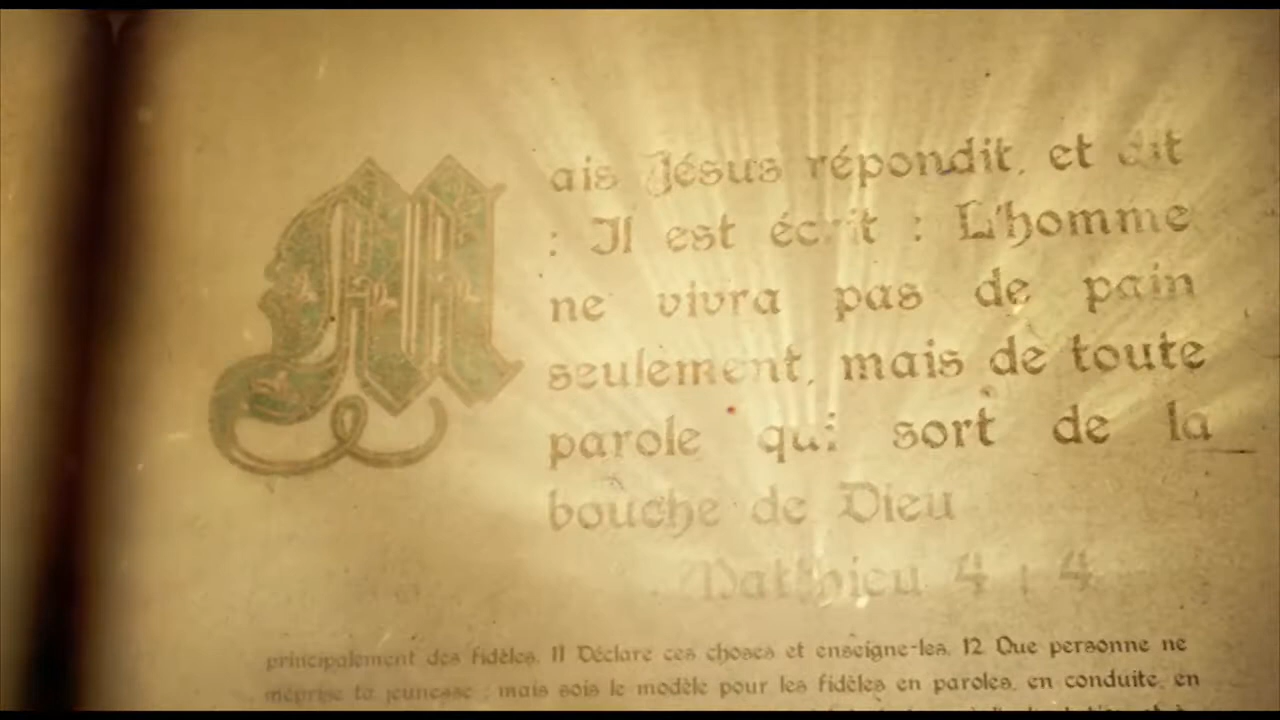 Mais Jésus répondit, et dit
: Il est écrit : L'homme
ne vivra pas de pain
seulement, mais de toute
parole qui sort de la
bouche de Dieu
Matthieu 4 : 4
principalement des fidèles. 11 Déclare ces choses et enseigne-les. 12 Que personne ne
méprise ta jeunesse ; mais sois le modèle pour les fidèles en paroles, en conduite, en